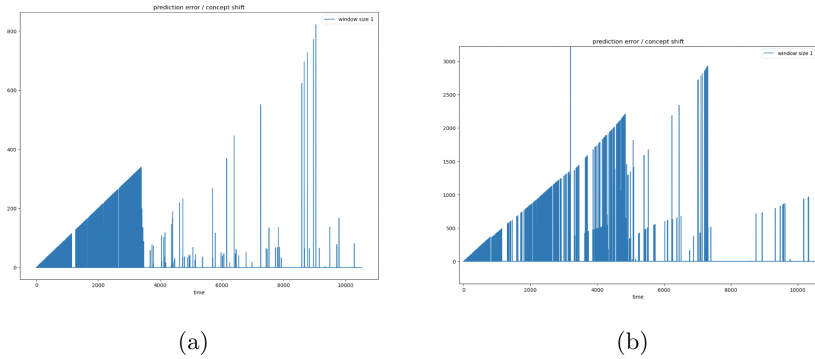 prediction error / concept shift
window size 1
800
600
400
200
0
0 2000 4000 6000 8000 10000
time
(a)
prediction error / concept shift
window size 1
3000
2500
2000
1500
1000
500
0
0 2000 4000 6000 8000 10000
time
(b)